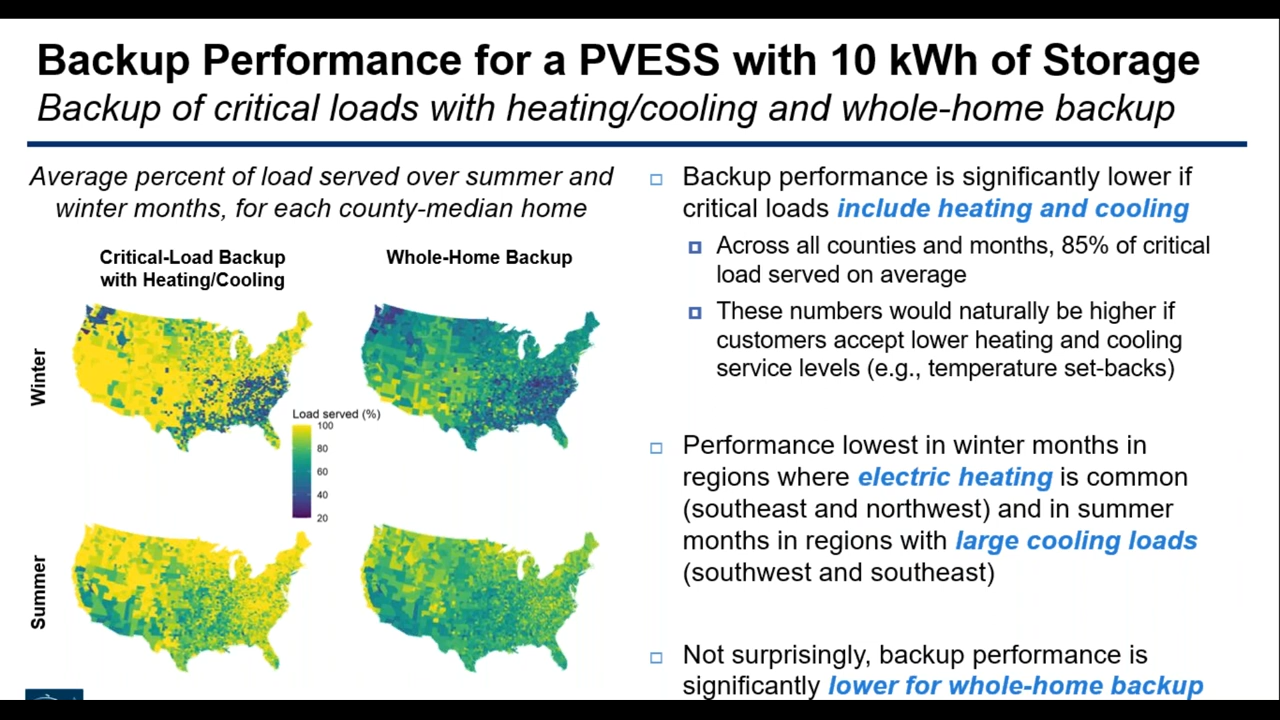 Backup Performance for a PVESS with 10 kWh of Storage
Backup of critical loads with heating/cooling and whole-home backup
Average percent of load served over summer and
winter months, for each county-median home
Critical-Load Backup
with Heating/Cooling
Whole-Home Backup
Winter
Load served (%)
100
80
60
40
20
Summer
Backup performance is significantly lower if
critical loads include heating and cooling
Across all counties and months, 85% of critical
load served on average
These numbers would naturally be higher if
customers accept lower heating and cooling
service levels (e.g., temperature set-backs)
Performance lowest in winter months in
regions where electric heating is common
(southeast and northwest) and in summer
months in regions with large cooling loads
(southwest and southeast)
Not surprisingly, backup performance is
significantly lower for whole-home backup